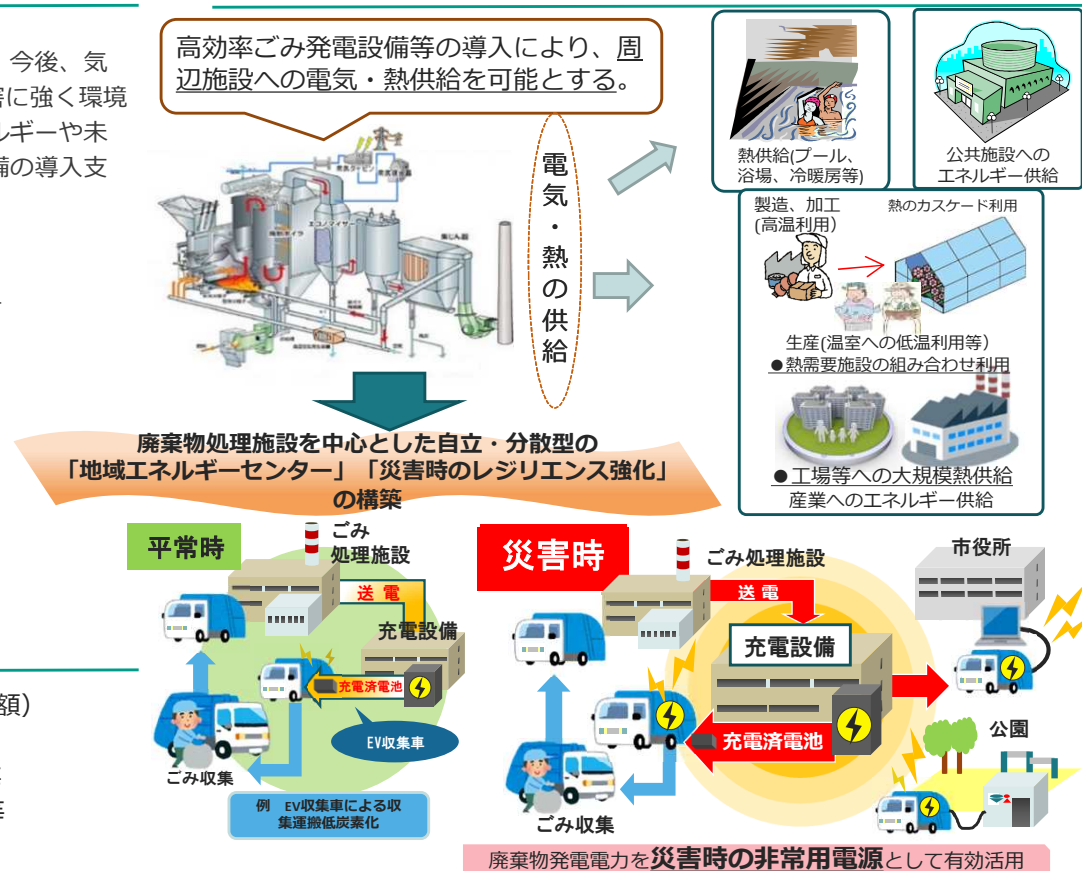 今後、気
害に強く環境
ルギーや未
備の導入支
額）
高効率ごみ発電設備等の導入により、周
辺施設への電気・熱供給を可能とする。
エコノマイザー
電気・熱の供給
熱供給(プール、
浴場、冷暖房等)
公共施設への
エネルギー供給
製造、加工
(高温利用）
熱のカスケード利用
生産(温室への低温利用等）
●熱需要施設の組み合わせ利用
●工場等への大規模熱供給
産業へのエネルギー供給
廃棄物処理施設を中心とした自立・分散型の
「地域エネルギーセンター」「災害時のレジリエンス強化」
の構築
平常時
ごみ
処理施設
送電
充電設備
充電済電池
EV収集車
ごみ収集
例　EV収集車による収
集運搬低炭素化
災害時
ごみ処理施設
送電
充電設備
充電済電池
ごみ収集
市役所
公園
廃棄物発電電力を災害時の非常用電源として有効活用